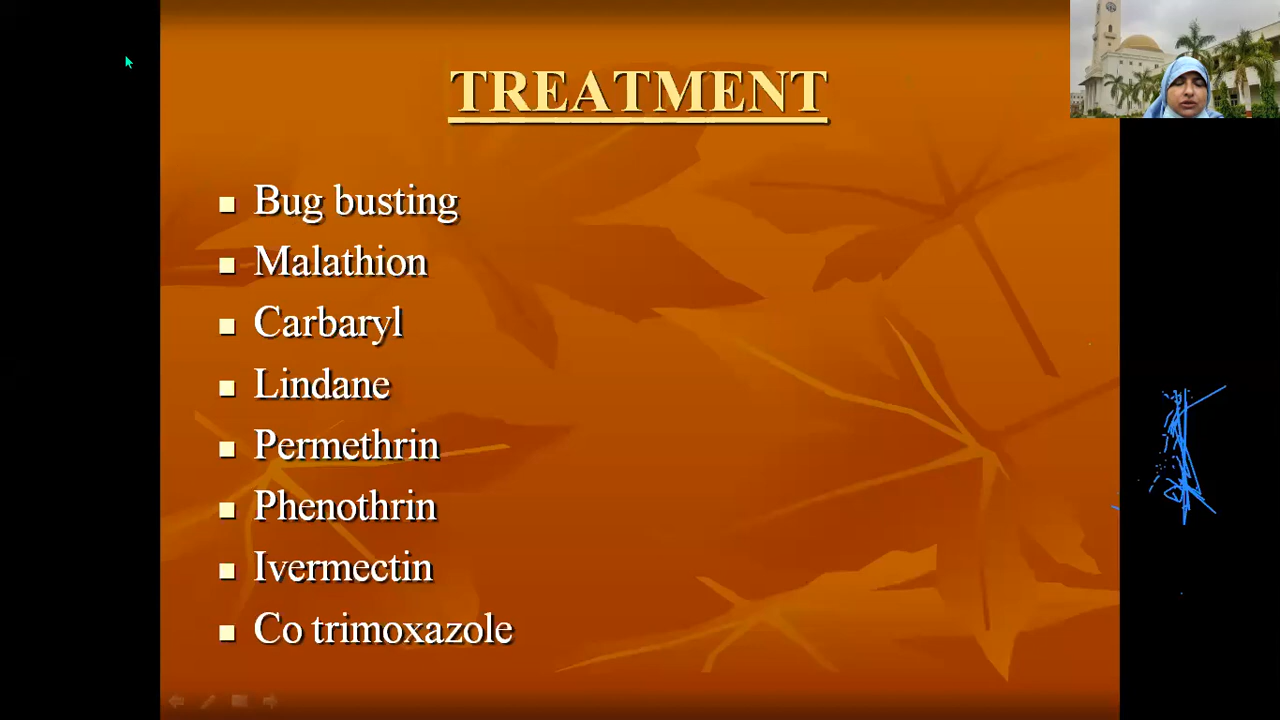 TREATMENT
Bug busting
Malathion
Carbaryl
Lindane
Permethrin
Phenothrin
Ivermectin
Co trimoxazole